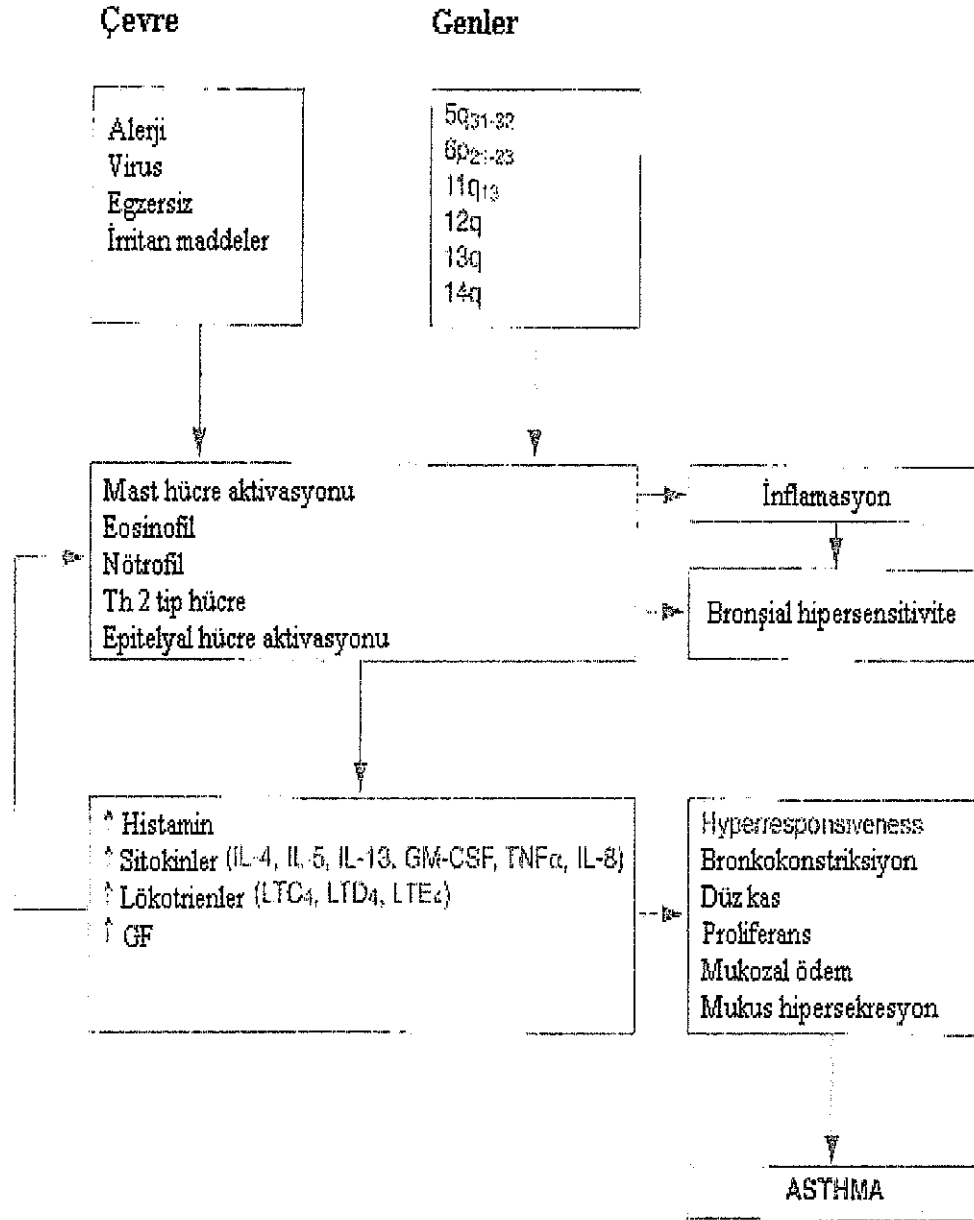 Çevre
Genler
Alerji
Virus
Egzersiz
İrritan maddeler
5q31-32
6p21-23
11q13
12q
13q
14q
Mast hücre aktivasyonu
Eosinofil
Nötrofil
Th 2 tip hücre
Epitelyal hücre aktivasyonu
İnflamasyon
Bronşial hipersensitivite
↑ Histamin
↑ Sitokinler (IL-4, IL-5, IL-13, GM-CSF, TNFα, IL-8)
↑ Lökotrienler (LTC4, LTD4, LTE4)
↑ GF
Hyperresponsiveness
Bronkokonstriksiyon
Düz kas
Proliferans
Mukozal ödem
Mukus hipersekresyon
ASTHMA